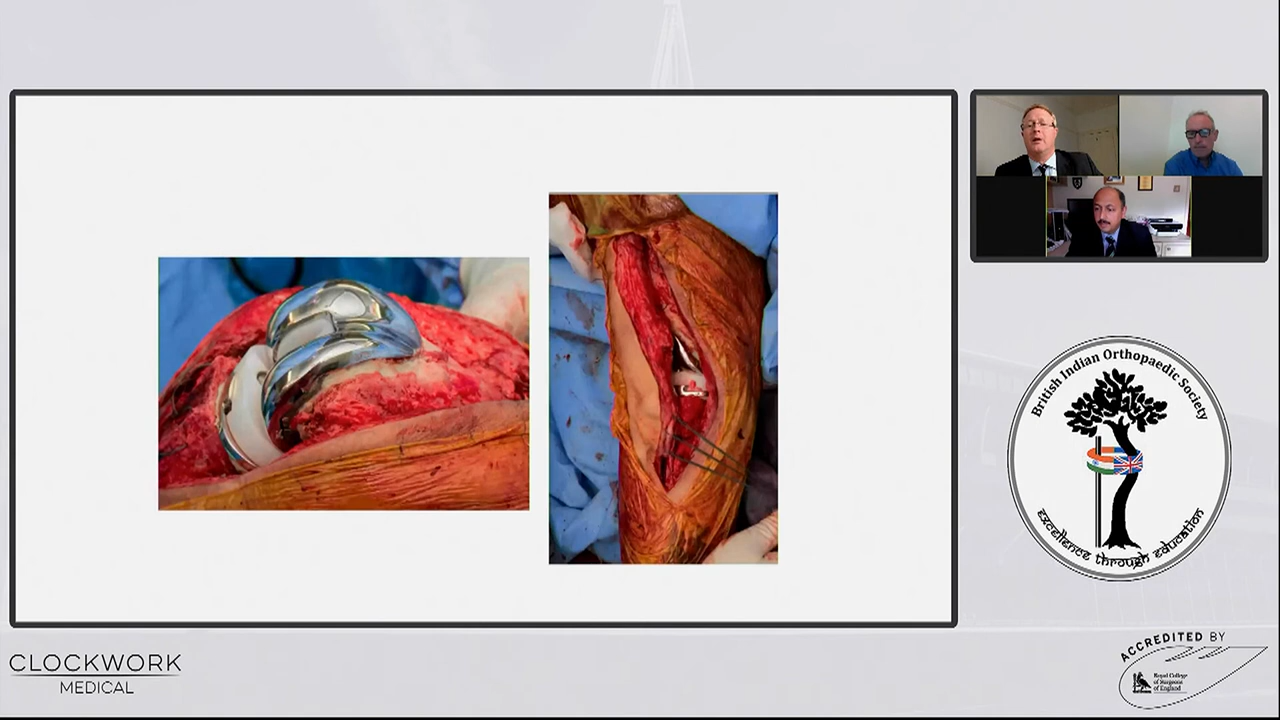 British Indian Orthopaedic Society
excellence through education
CLOCKWORK
MEDICAL
ACCREDITED BY
Royal College
of Surgeons
of England